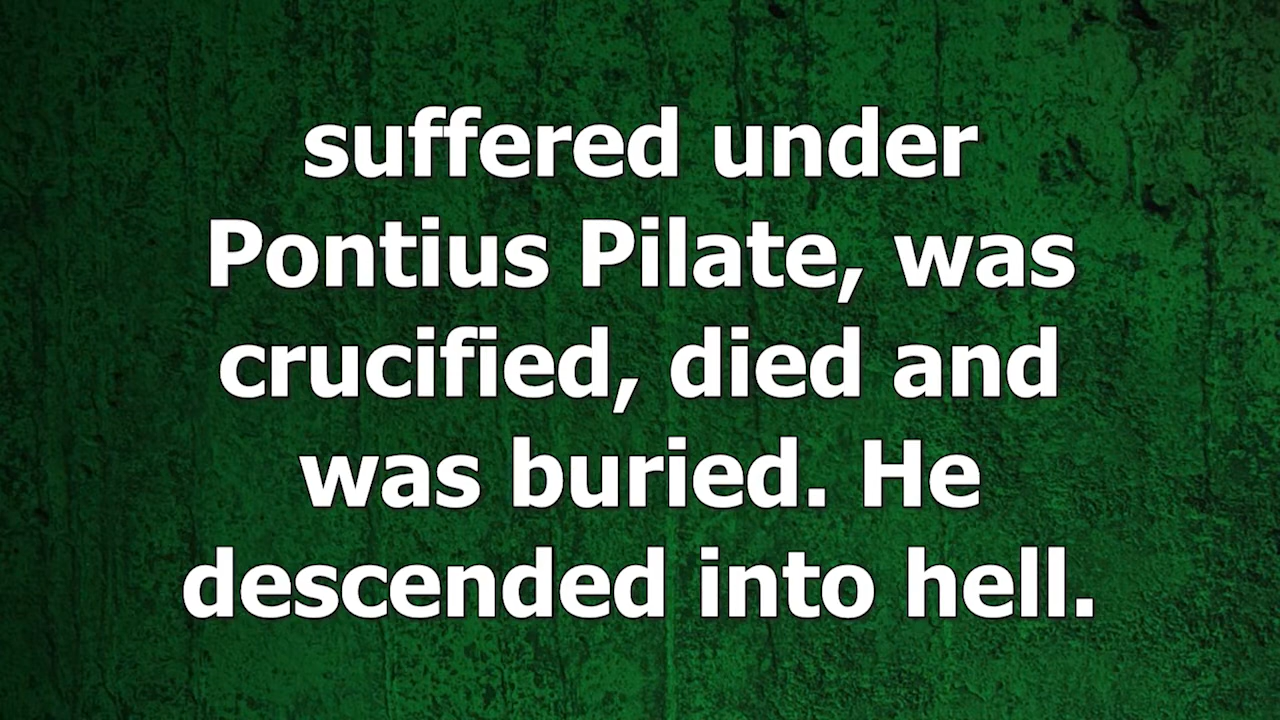 suffered under
Pontius Pilate, was
crucified, died and
was buried. He
descended into hell.